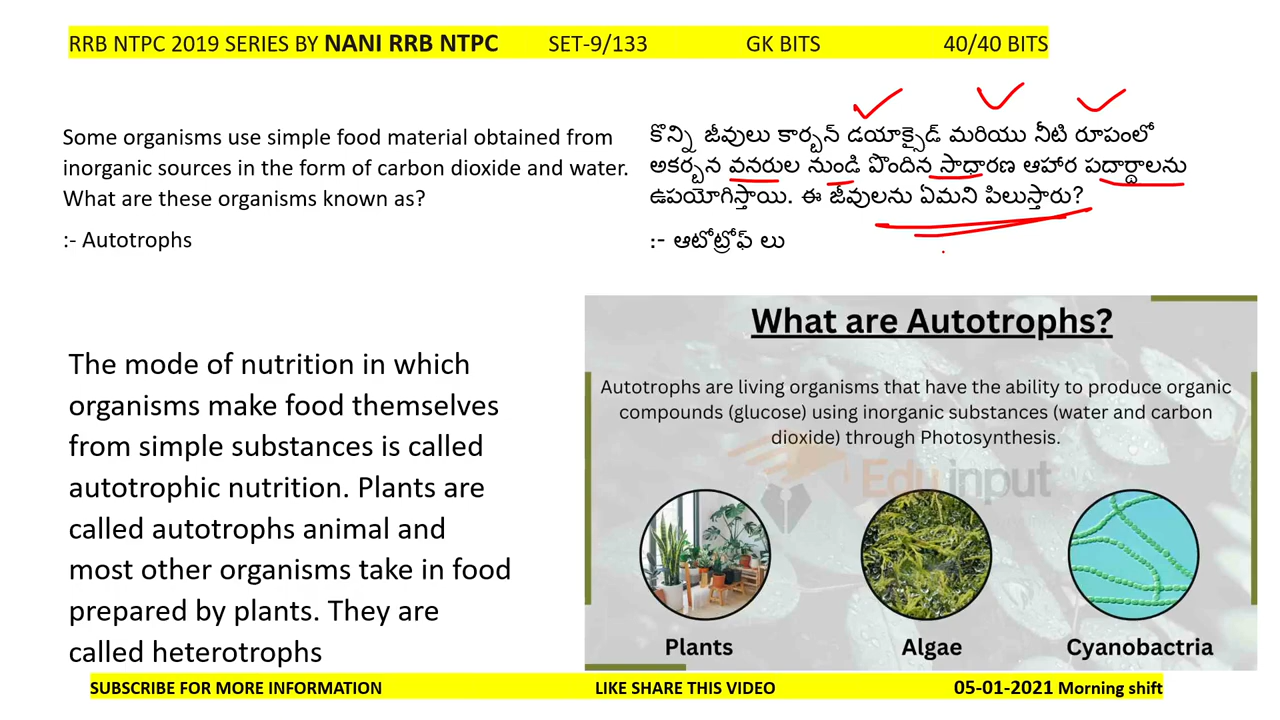 RRB NTPC 2019 SERIES BY NANI RRB NTPC SET-9/133 GK BITS 40/40 BITS
Some organisms use simple food material obtained from
inorganic sources in the form of carbon dioxide and water.
What are these organisms known as?
:- Autotrophs
కొన్ని జీవులు కార్బన్ డయాక్సైడ్ మరియు నీటి రూపంలో
అకర్బన వనరుల నుండి పొందిన సాధారణ ఆహార పదార్థాలను
ఉపయోగిస్తాయి. ఈ జీవులను ఏమని పిలుస్తారు?
:- ఆటోట్రోఫ్ లు
The mode of nutrition in which
organisms make food themselves
from simple substances is called
autotrophic nutrition. Plants are
called autotrophs animal and
most other organisms take in food
prepared by plants. They are
called heterotrophs
What are Autotrophs?
Autotrophs are living organisms that have the ability to produce organic
compounds (glucose) using inorganic substances (water and carbon
dioxide) through Photosynthesis.
Edu input
Plants Algae Cyanobactria
SUBSCRIBE FOR MORE INFORMATION LIKE SHARE THIS VIDEO 05-01-2021 Morning shift